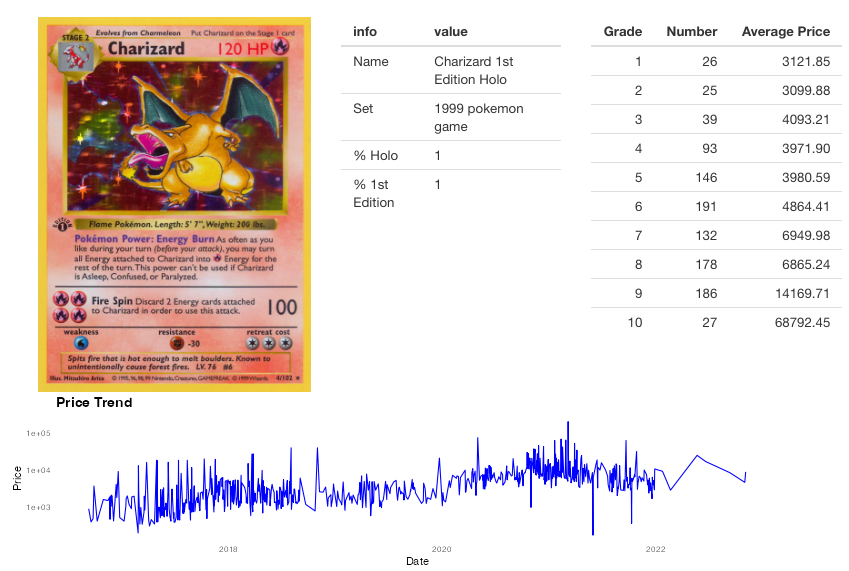 STAGE 2
Evolves from Charmeleon Put Charizard on the Stage 1 card
Charizard 120 HP
EDITION 1
Flame Pokémon. Length: 5' 7", Weight: 200 lbs.
Pokémon Power: Energy Burn As often as you
like during your turn (before your attack), you may turn
all Energy attached to Charizard into Energy for the
rest of the turn. This power can't be used if Charizard
is Asleep, Confused, or Paralyzed.
Fire Spin Discard 2 Energy cards attached
to Charizard in order to use this attack. 100
weakness resistance retreat cost
-30
Spits fire that is hot enough to melt boulders. Known to
unintentionally cause forest fires. LV. 76 #6
Illus. Mitsuhiro Arita ©1995, 96, 98, 99 Nintendo, Creatures, GAMEFREAK. ©1999 Wizards. 4/102
info value
Name Charizard 1st
Edition Holo
Set 1999 pokemon
game
% Holo 1
% 1st 1
Edition
Grade Number Average Price
1 26 3121.85
2 25 3099.88
3 39 4093.21
4 93 3971.90
5 146 3980.59
6 191 4864.41
7 132 6949.98
8 178 6865.24
9 186 14169.71
10 27 68792.45
Price Trend
Price
1e+05
1e+04
1e+03
2018 2020 2022
Date